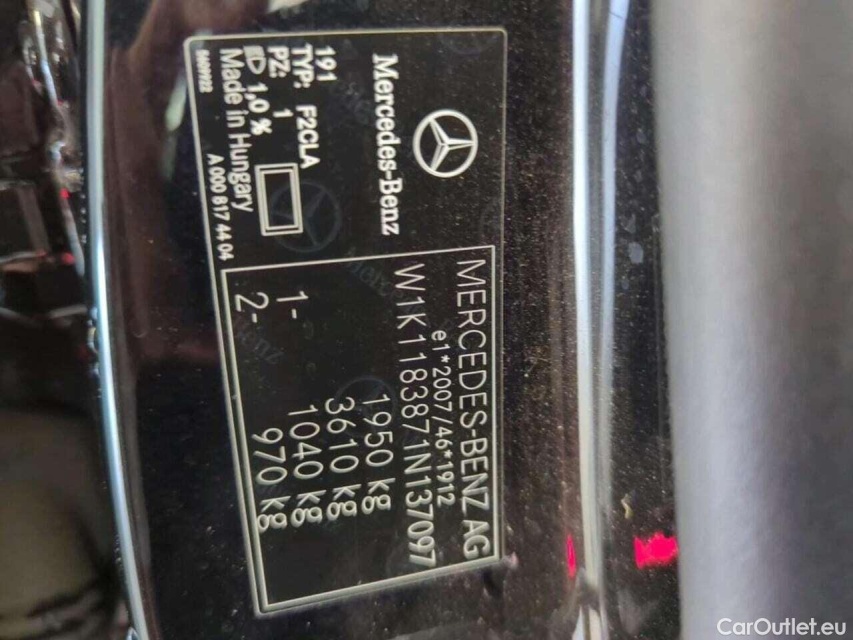 Mercedes-Benz
191
TYP: F2CLA
PZ: 1
1,0 %
Made in Hungary
A 000 817 44 04
MERCEDES-BENZ AG
e1*2007/46*1912
W1K1183871N137097
1950 kg
3610 kg
1- 1040 kg
2- 970 kg
CarOutlet.eu